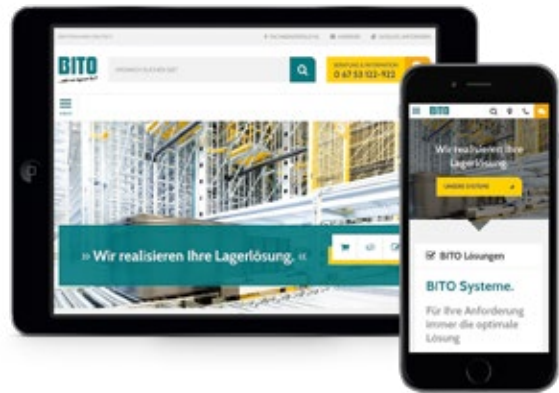 BITO
0 67 53 122-922
» Wir realisieren Ihre Lagerlösung. «
BITO
Wir realisieren Ihre
Lagerlösung.
UNSERE SYSTEME
BITO Lösungen
BITO Systeme.
Für Ihre Anforderung
immer die optimale
Lösung